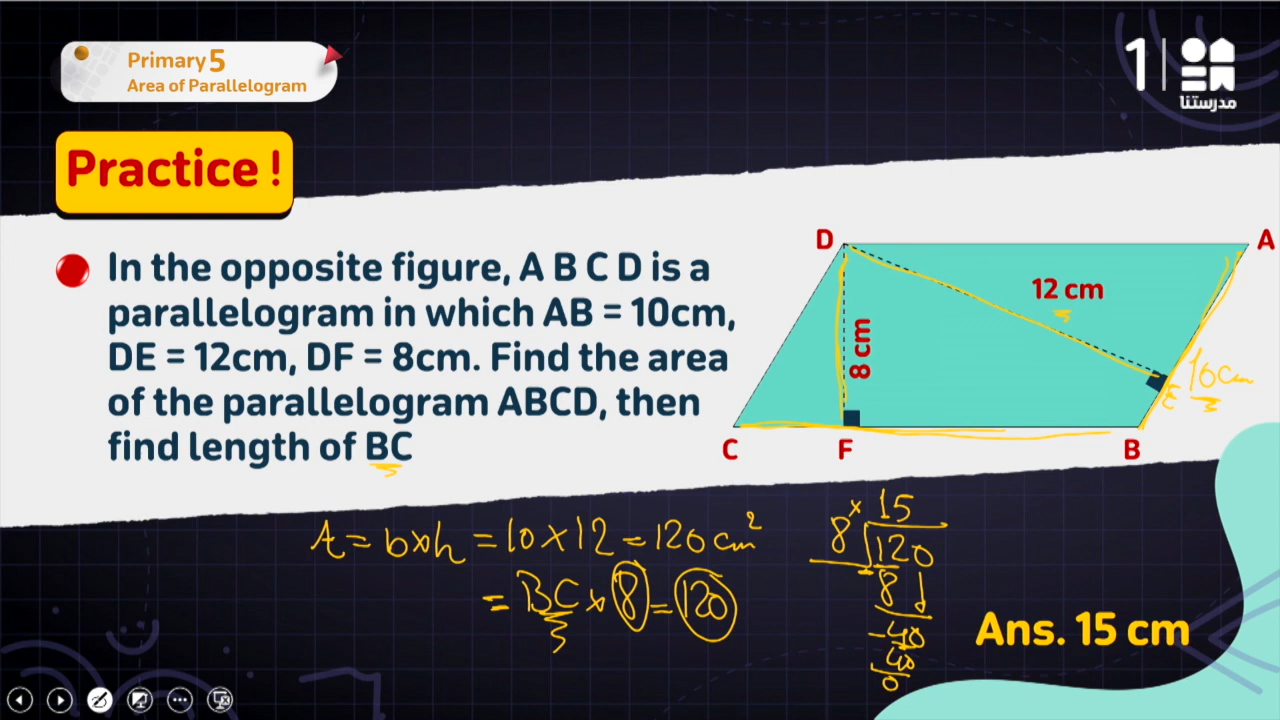 Primary 5
Area of Parallelogram
1
مدرستنا
Practice !
In the opposite figure, A B C D is a
parallelogram in which AB = 10cm,
DE = 12cm, DF = 8cm. Find the area
of the parallelogram ABCD, then
find length of BC
D
A
12 cm
8 cm
10cm
E
C
F
B
A = b×h = 10 × 12 = 120 cm²
= BC × 8 = 120
× 15
8 120
8
- 40
40
0
Ans. 15 cm